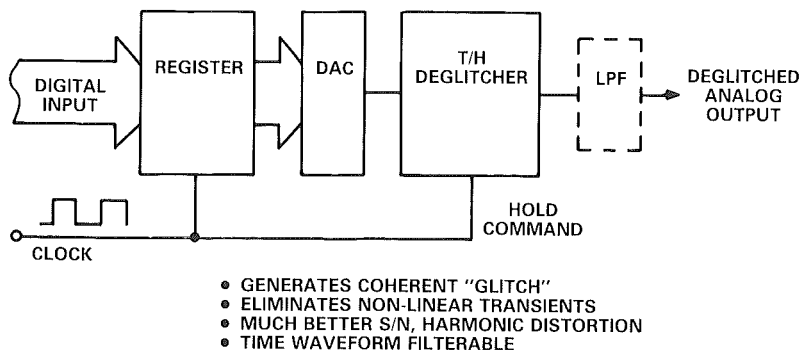 DIGITAL
INPUT
REGISTER
DAC
T/H
DEGLITCHER
LPF
DEGLITCHED
ANALOG
OUTPUT
HOLD
COMMAND
CLOCK
• GENERATES COHERENT "GLITCH"
• ELIMINATES NON-LINEAR TRANSIENTS
• MUCH BETTER S/N, HARMONIC DISTORTION
• TIME WAVEFORM FILTERABLE